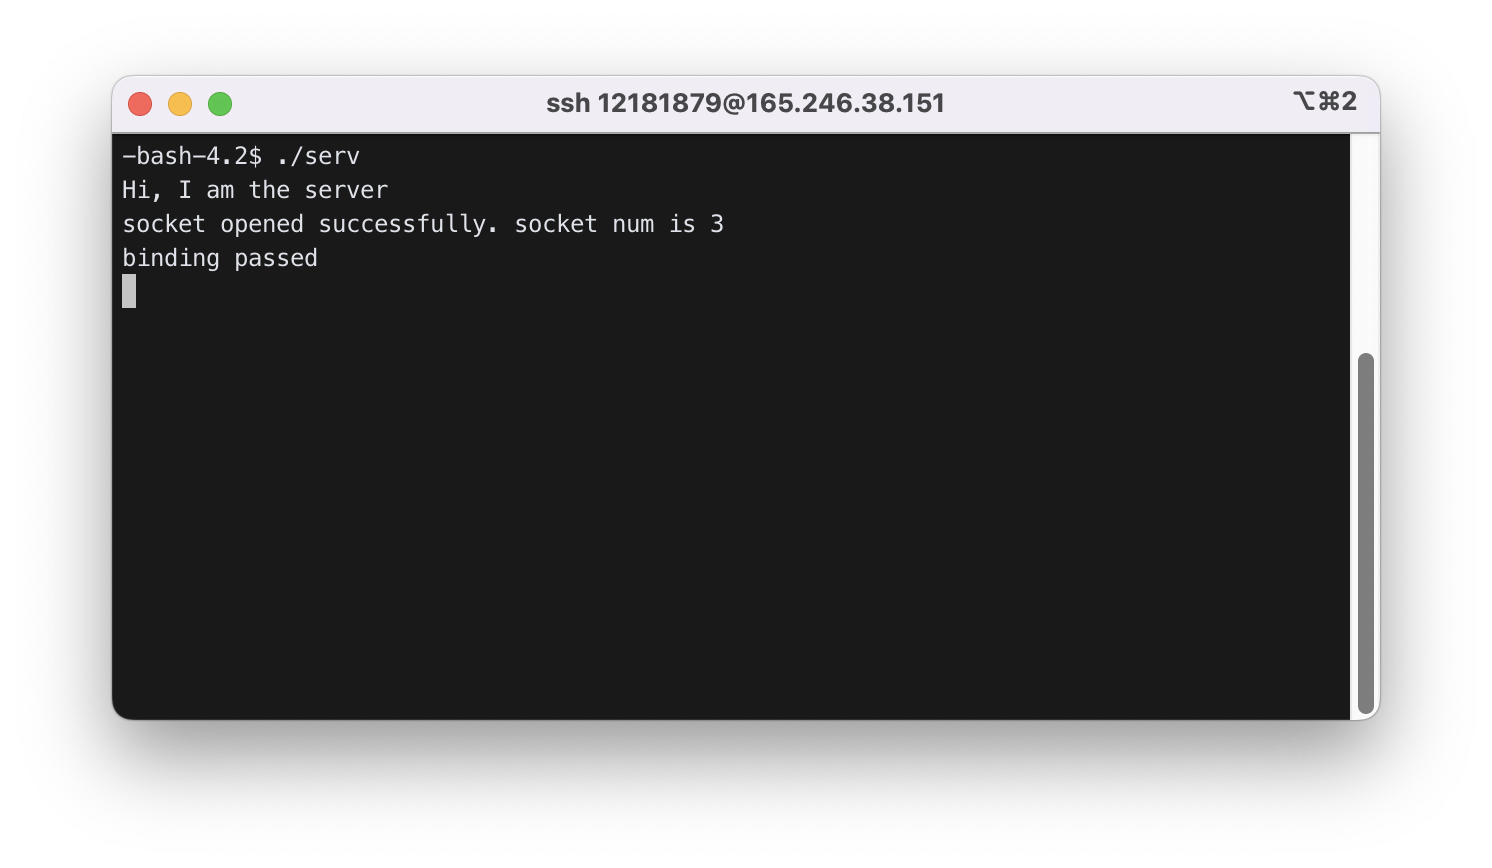 ssh 12181879@165.246.38.151
⌥⌘2
-bash-4.2$ ./serv
Hi, I am the server
socket opened successfully. socket num is 3
binding passed